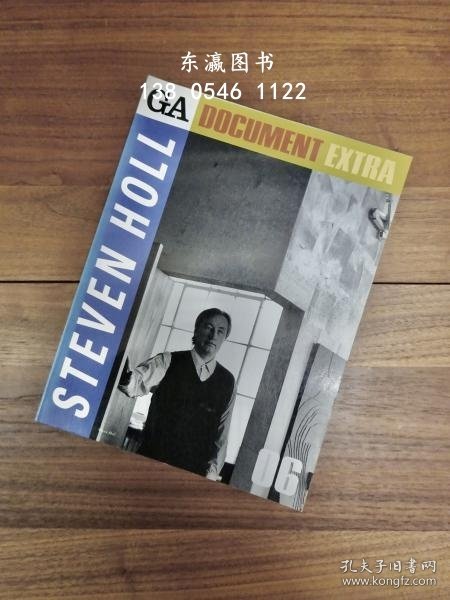 东瀛图书
138 0546 1122
GA
DOCUMENT EXTRA
STEVEN HOLL
06
孔夫子旧书网
www.kongfz.com